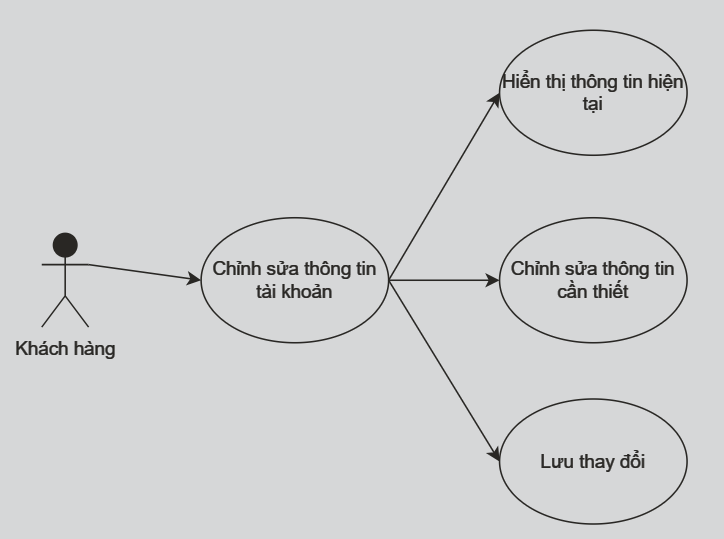 Hiển thị thông tin hiện
tại
Chỉnh sửa thông tin
tài khoản
Chỉnh sửa thông tin
cần thiết
Khách hàng
Lưu thay đổi